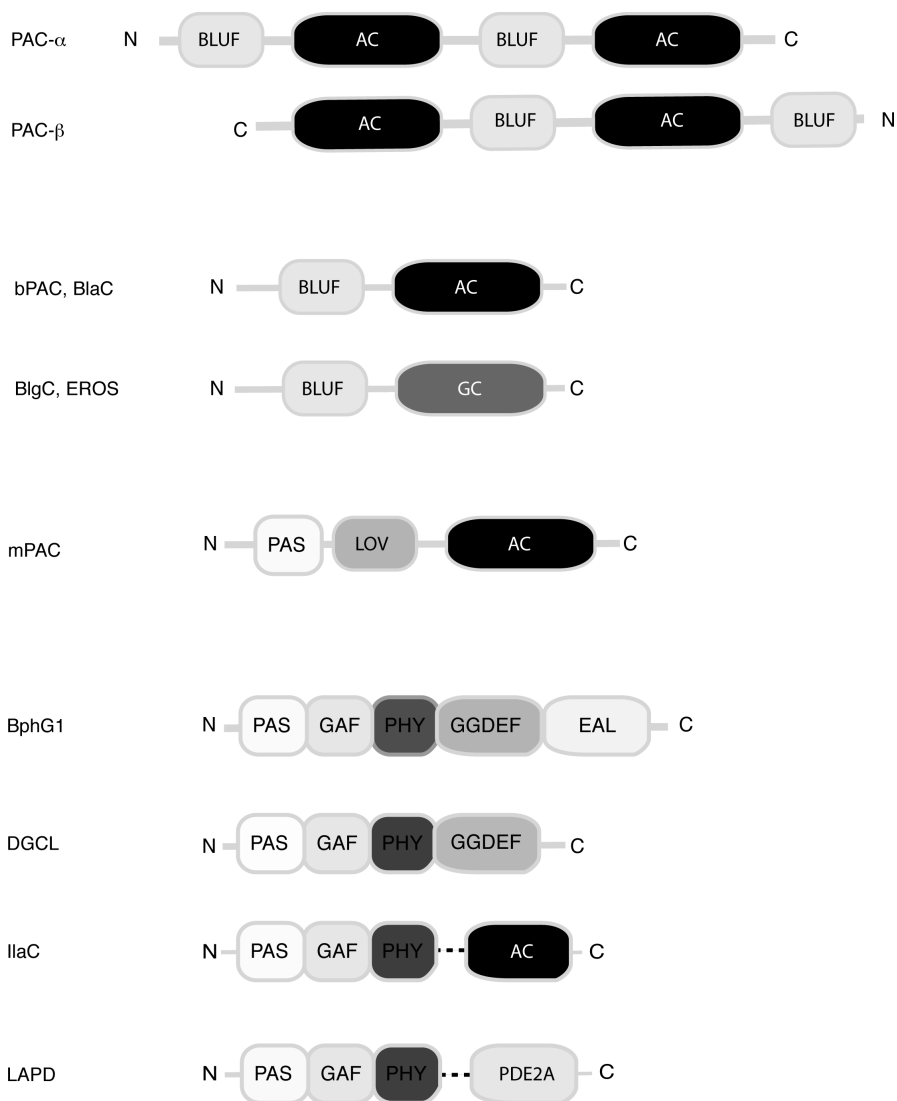 PAC-α N BLUF AC BLUF AC C
PAC-β C AC BLUF AC BLUF N
bPAC, BlaC N BLUF AC C
BlgC, EROS N BLUF GC C
mPAC N PAS LOV AC C
BphG1 N PAS GAF PHY GGDEF EAL C
DGCL N PAS GAF PHY GGDEF C
IlaC N PAS GAF PHY AC C
LAPD N PAS GAF PHY PDE2A C